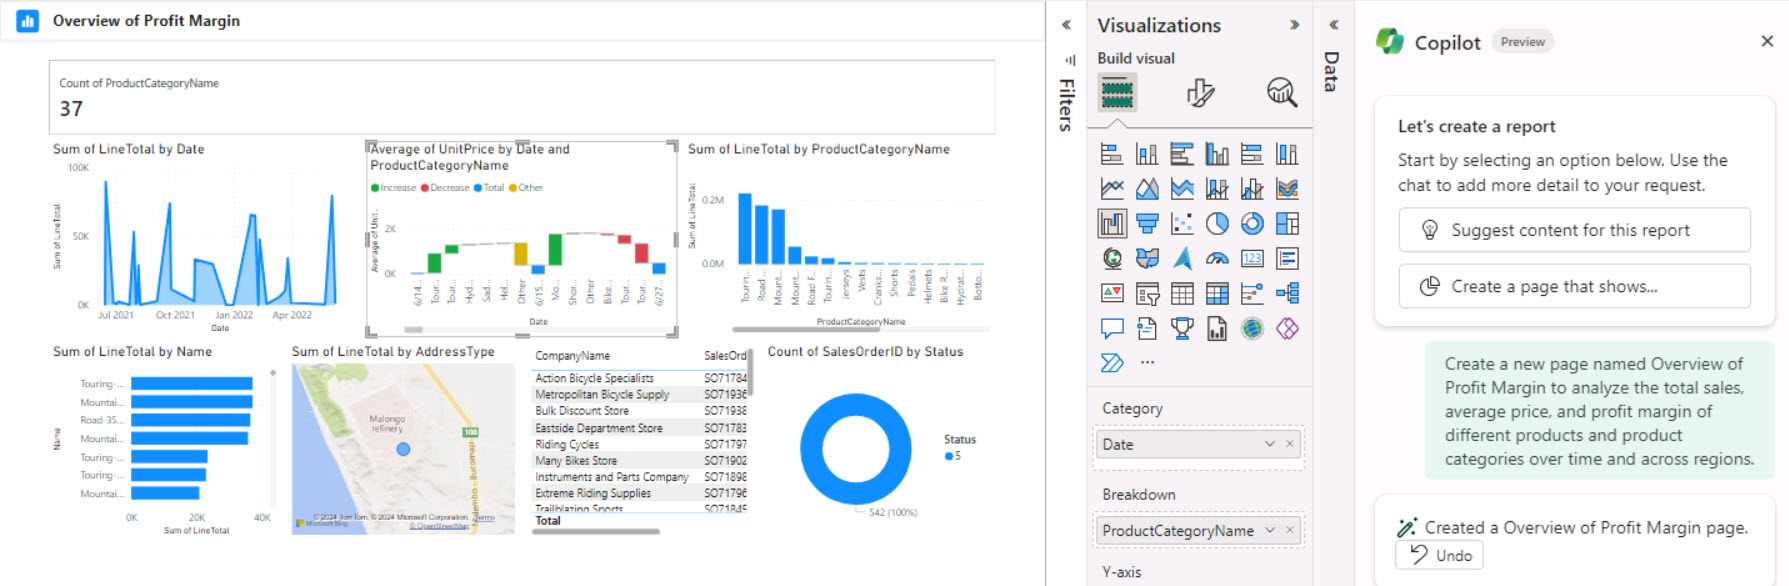 Overview of Profit Margin
Count of ProductCategoryName
37
Sum of LineTotal by Date
100K
50K
0K
Sum of LineTotal
Jul 2021
Oct 2021
Jan 2022
Apr 2022
Date
Average of UnitPrice by Date and
ProductCategoryName
Increase
Decrease
Total
Other
Average of Unit...
2K
0K
6/14...
Tour...
Tour...
Hyd...
Sad...
Hel...
Other
6/15...
Mo...
Shor...
Other
Bike...
Tour...
Tour...
6/27...
Date
Sum of LineTotal by ProductCategoryName
Sum of LineTotal
0.2M
0.0M
Tourin...
Road ...
Mount...
Mount...
Road F...
Tourin...
Jerseys
Vests
Cranks...
Shorts
Pedals
Helmets
Bike R...
Hydrat...
Botto...
ProductCategoryName
Sum of LineTotal by Name
Name
Touring-...
Mountai...
Road-35...
Mountai...
Touring-...
Touring-...
Mountai...
0K
20K
40K
Sum of LineTotal
Sum of LineTotal by AddressType
Malongo
refinery
100
Microsoft Bing
© 2024 TomTom, © 2024 Microsoft Corporation, Terms
© OpenStreetMap
CompanyName
SalesOrd
Action Bicycle Specialists
SO71784
Metropolitan Bicycle Supply
SO71936
Bulk Discount Store
SO71938
Eastside Department Store
SO71783
Riding Cycles
SO71797
Many Bikes Store
SO71902
Instruments and Parts Company
SO71898
Extreme Riding Supplies
SO71796
Trailblazing Sports
SO71845
Total
Count of SalesOrderID by Status
Status
5
542 (100%)
Filters
Visualizations
Build visual
123
Category
Date
Breakdown
ProductCategoryName
Y-axis
Data
Copilot
Preview
Let's create a report
Start by selecting an option below. Use the
chat to add more detail to your request.
Suggest content for this report
Create a page that shows...
Create a new page named Overview of
Profit Margin to analyze the total sales,
average price, and profit margin of
different products and product
categories over time and across regions.
Created a Overview of Profit Margin page.
Undo